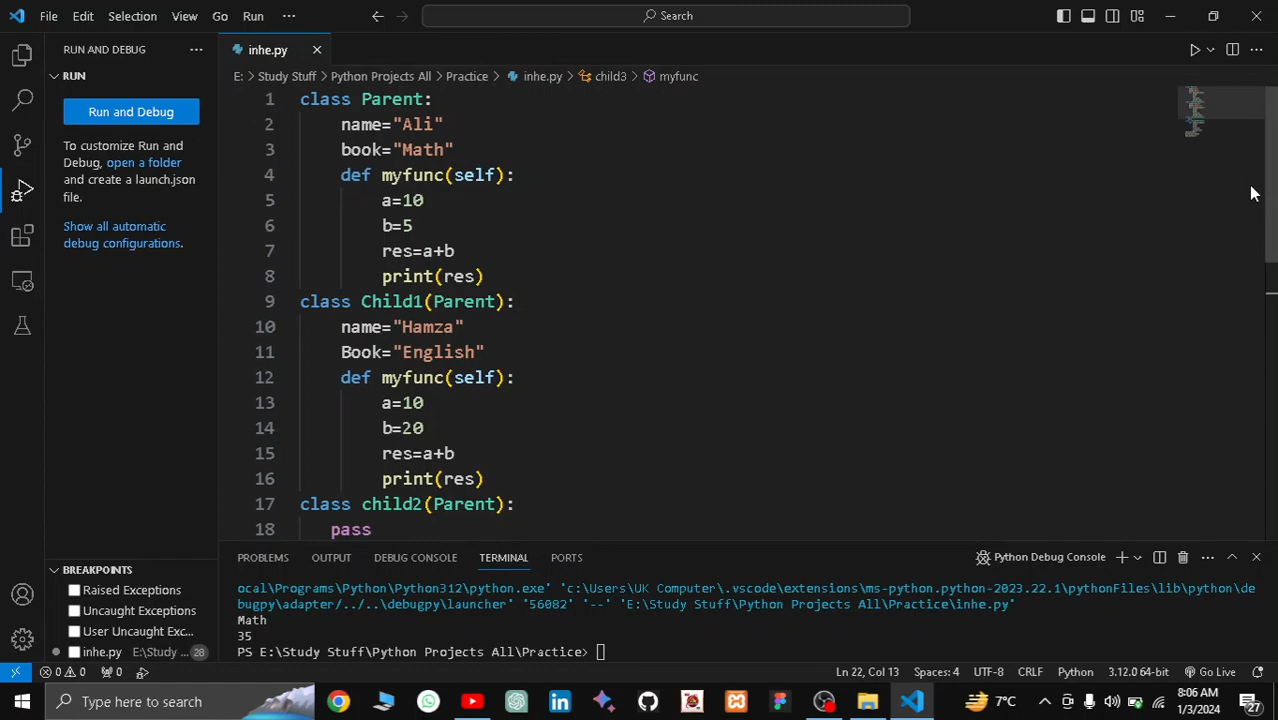 File Edit Selection View Go Run ··· Search
RUN AND DEBUG ···
inhe.py
RUN
E: > Study Stuff > Python Projects All > Practice > inhe.py > child3 > myfunc
Run and Debug
To customize Run and
Debug, open a folder
and create a launch.json
file.
Show all automatic
debug configurations.
1 class Parent:
2 name="Ali"
3 book="Math"
4 def myfunc(self):
5 a=10
6 b=5
7 res=a+b
8 print(res)
9 class Child1(Parent):
10 name="Hamza"
11 Book="English"
12 def myfunc(self):
13 a=10
14 b=20
15 res=a+b
16 print(res)
17 class child2(Parent):
18 pass
BREAKPOINTS
Raised Exceptions
Uncaught Exceptions
User Uncaught Exc...
inhe.py E:\Study ... 28
PROBLEMS OUTPUT DEBUG CONSOLE TERMINAL PORTS Python Debug Console
ocal\Programs\Python\Python312\python.exe' 'c:\Users\UK Computer\.vscode\extensions\ms-python.python-2023.22.1\pythonFiles\lib\python\de
bugpy\adapter/../..\debugpy\launcher' '56082' '--' 'E:\Study Stuff\Python Projects All\Practice\inhe.py'
Math
35
PS E:\Study Stuff\Python Projects All\Practice>
0 0 0 Ln 22, Col 13 Spaces: 4 UTF-8 CRLF Python 3.12.0 64-bit Go Live
Type here to search 7°C 8:06 AM
1/3/2024 27